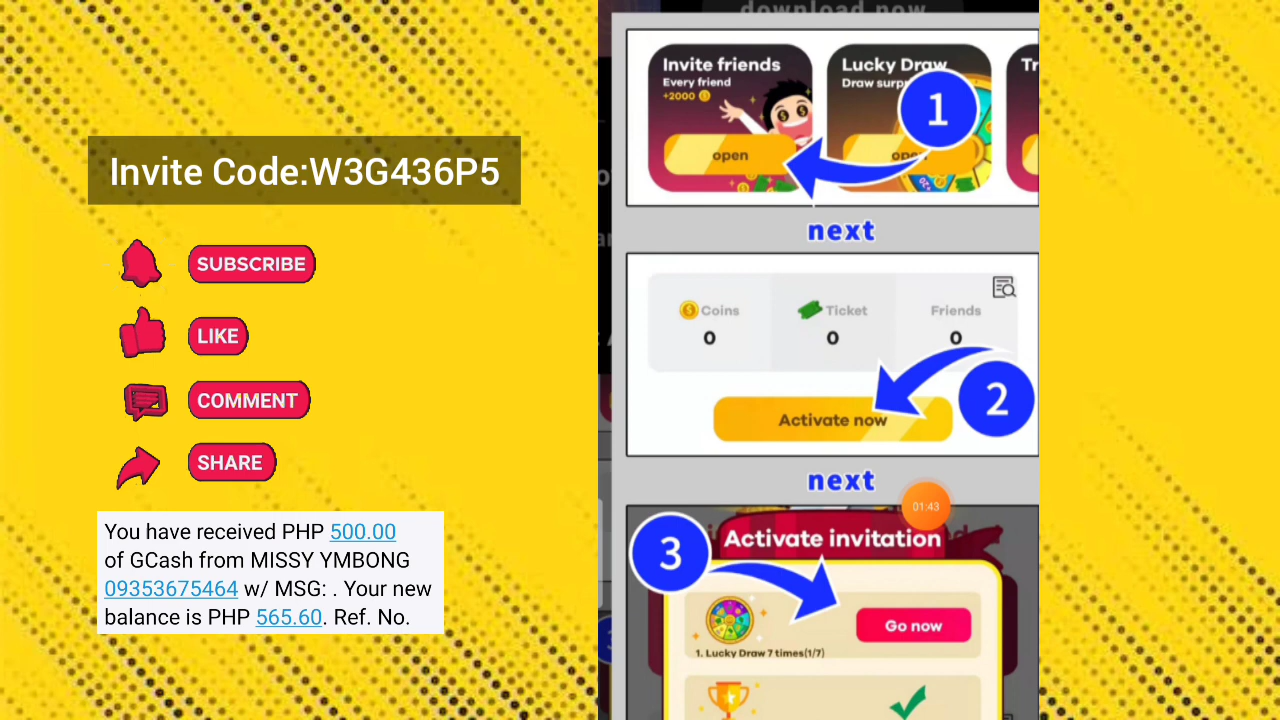 Invite Code:W3G436P5
SUBSCRIBE
LIKE
COMMENT
SHARE
You have received PHP 500.00
of GCash from MISSY YMBONG
09353675464 w/ MSG: . Your new
balance is PHP 565.60. Ref. No.
download now
Invite friends
Every friend
+2000
open
Lucky Draw
Draw surpr
open
Tr
1
next
Coins
0
Ticket
0
Friends
0
Activate now
2
next
01:43
3
Activate invitation
Go now
1. Lucky Draw 7 times(1/7)